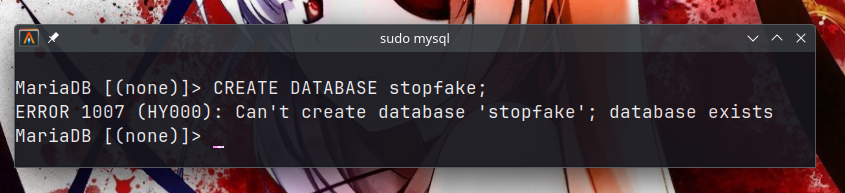 sudo mysql
MariaDB [(none)]> CREATE DATABASE stopfake;
ERROR 1007 (HY000): Can't create database 'stopfake'; database exists
MariaDB [(none)]> _